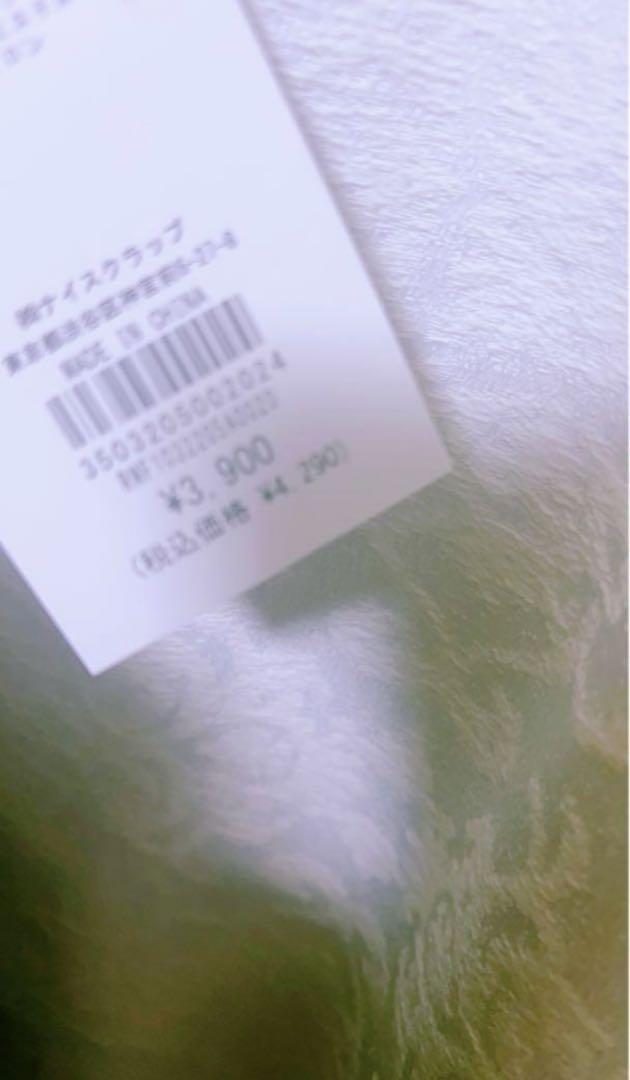 ㈱ナイスクラップ
東京都渋谷区神宮前6-27-8
MADE IN CHINA
3503205002024
¥3,900
(税込価格 ¥4,290)